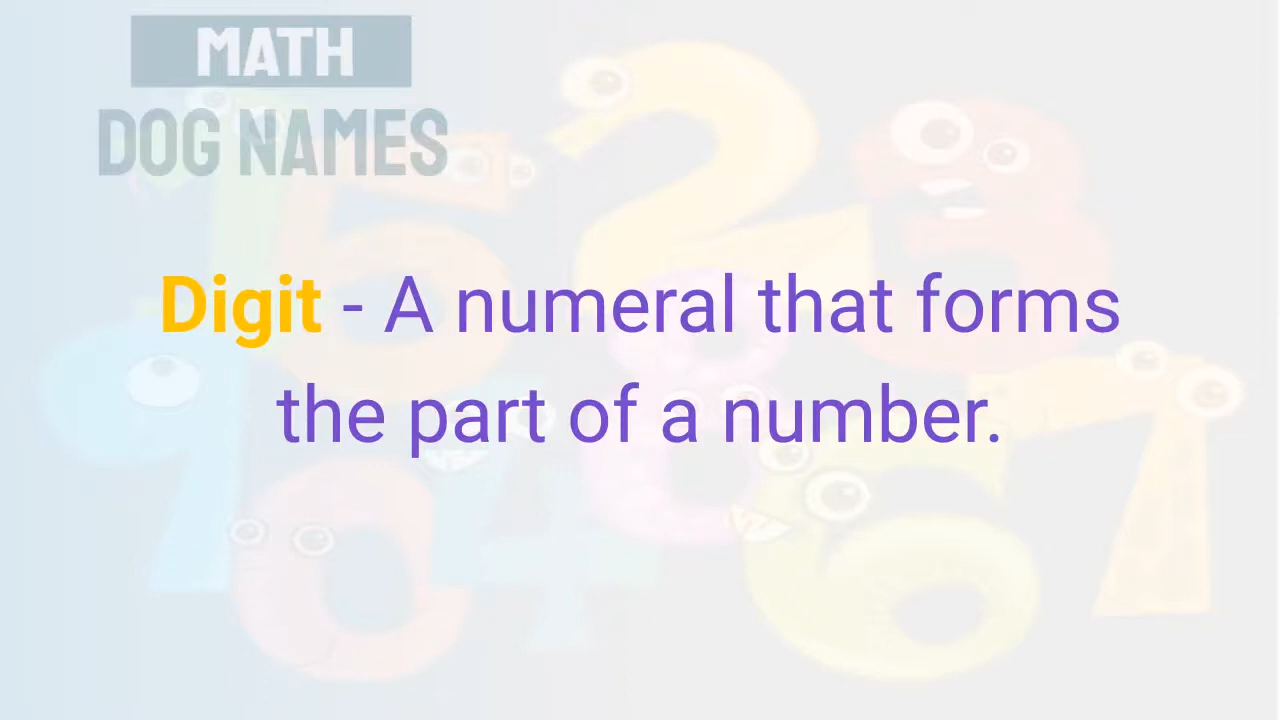 MATH
DOG NAMES
Digit - A numeral that forms
the part of a number.